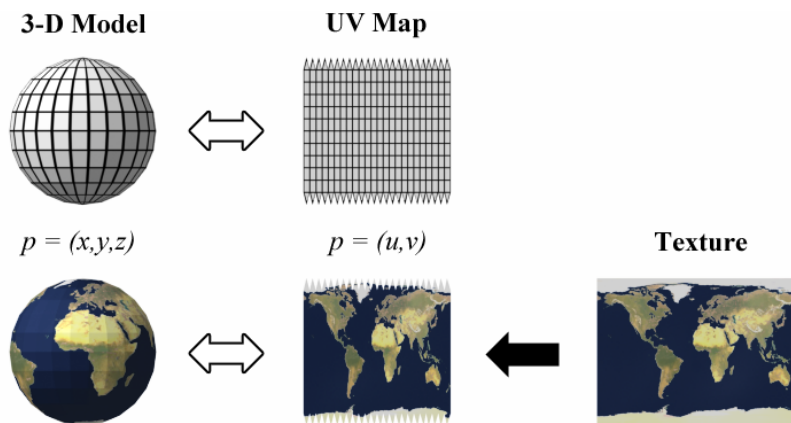 3-D Model
UV Map
p = (x,y,z)
p = (u,v)
Texture